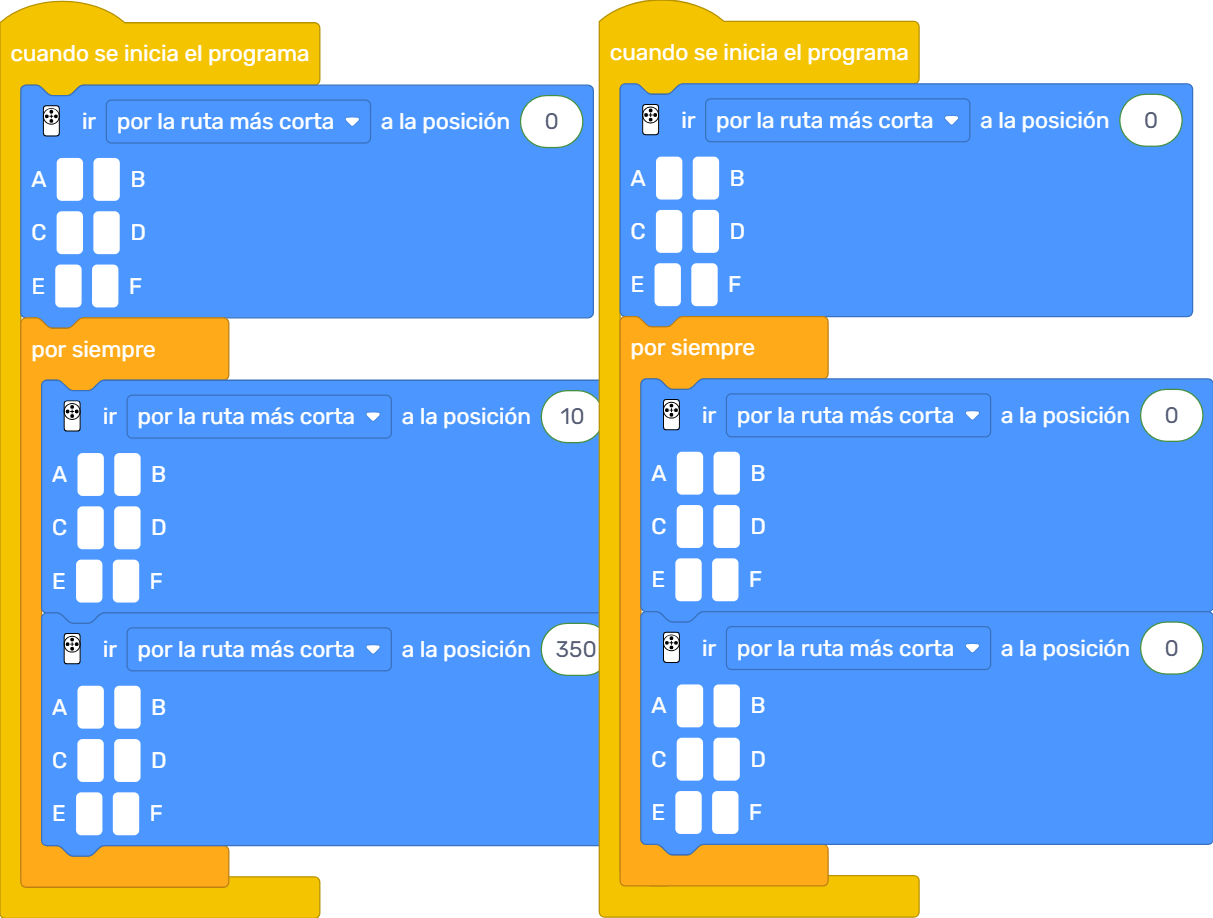 cuando se inicia el programa
ir por la ruta más corta a la posición 0
A B
C D
E F
por siempre
ir por la ruta más corta a la posición 10
A B
C D
E F
ir por la ruta más corta a la posición 350
A B
C D
E F
cuando se inicia el programa
ir por la ruta más corta a la posición 0
A B
C D
E F
por siempre
ir por la ruta más corta a la posición 0
A B
C D
E F
ir por la ruta más corta a la posición 0
A B
C D
E F